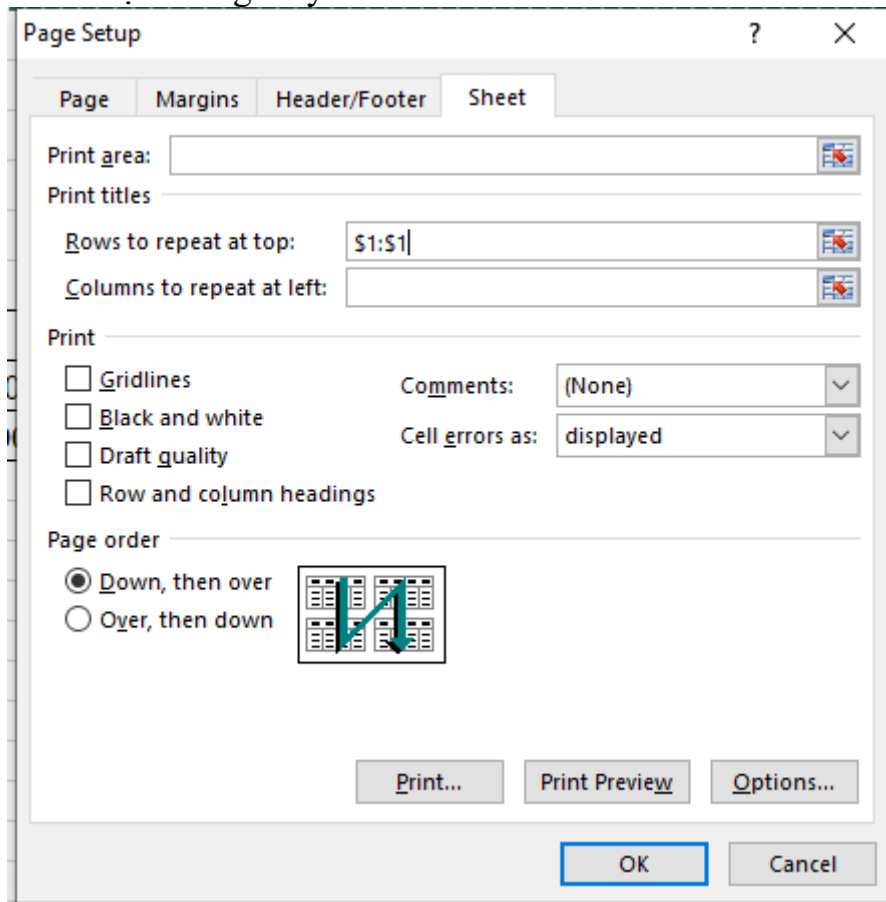 Page Setup ? ×
Page Margins Header/Footer Sheet
Print area:
Print titles
Rows to repeat at top: $1:$1
Columns to repeat at left:
Print
Gridlines
Comments: (None)
Black and white
Cell errors as: displayed
Draft quality
Row and column headings
Page order
Down, then over
Over, then down
Print... Print Preview Options...
OK Cancel